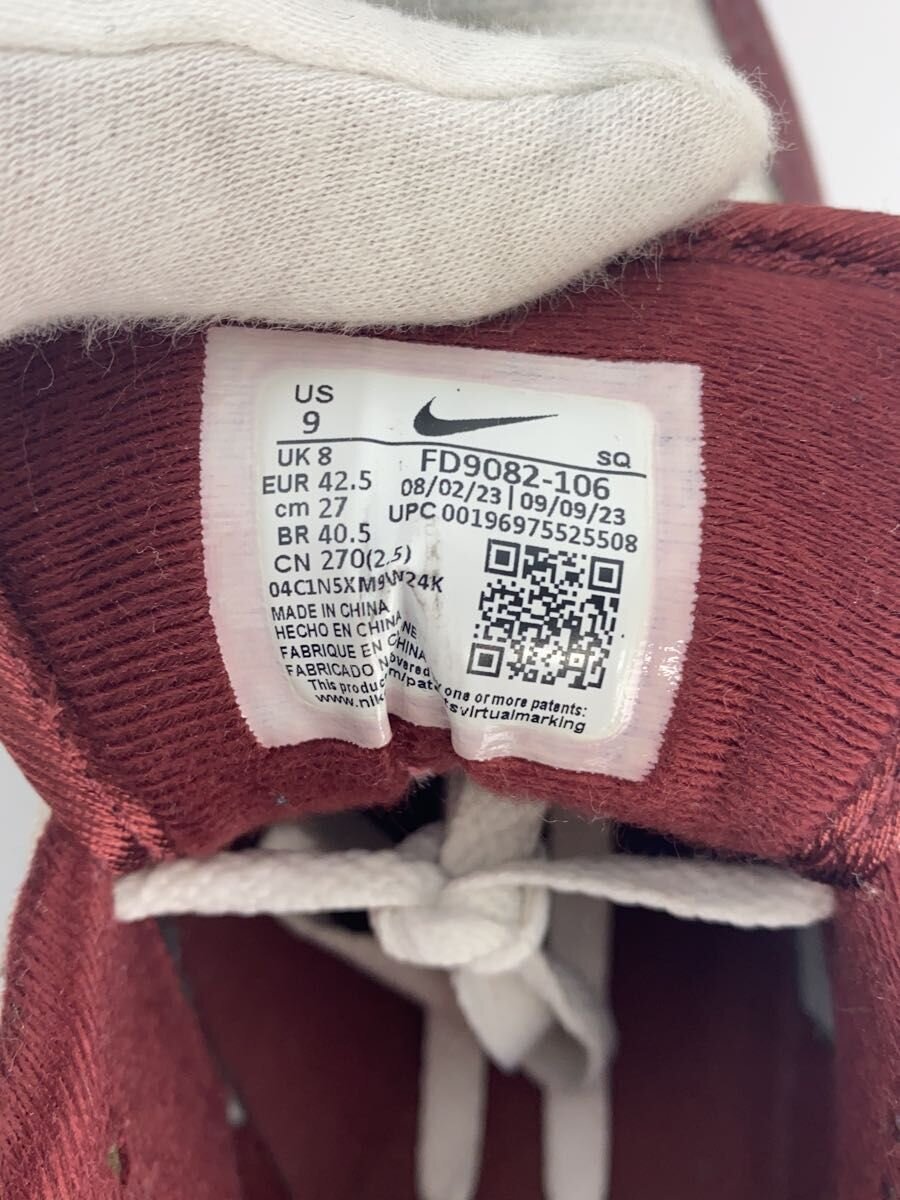 US
9
SQ
UK 8
FD9082-106
EUR 42.5
08/02/23 | 09/09/23
cm 27
UPC 00196975525508
BR 40.5
CN 270(2.5)
04C1N5X
MADE IN CHINA
HECHO EN CHINA
FABRIQUE EN CHINE
FABRICADO NA CHINA
This one or more patents: